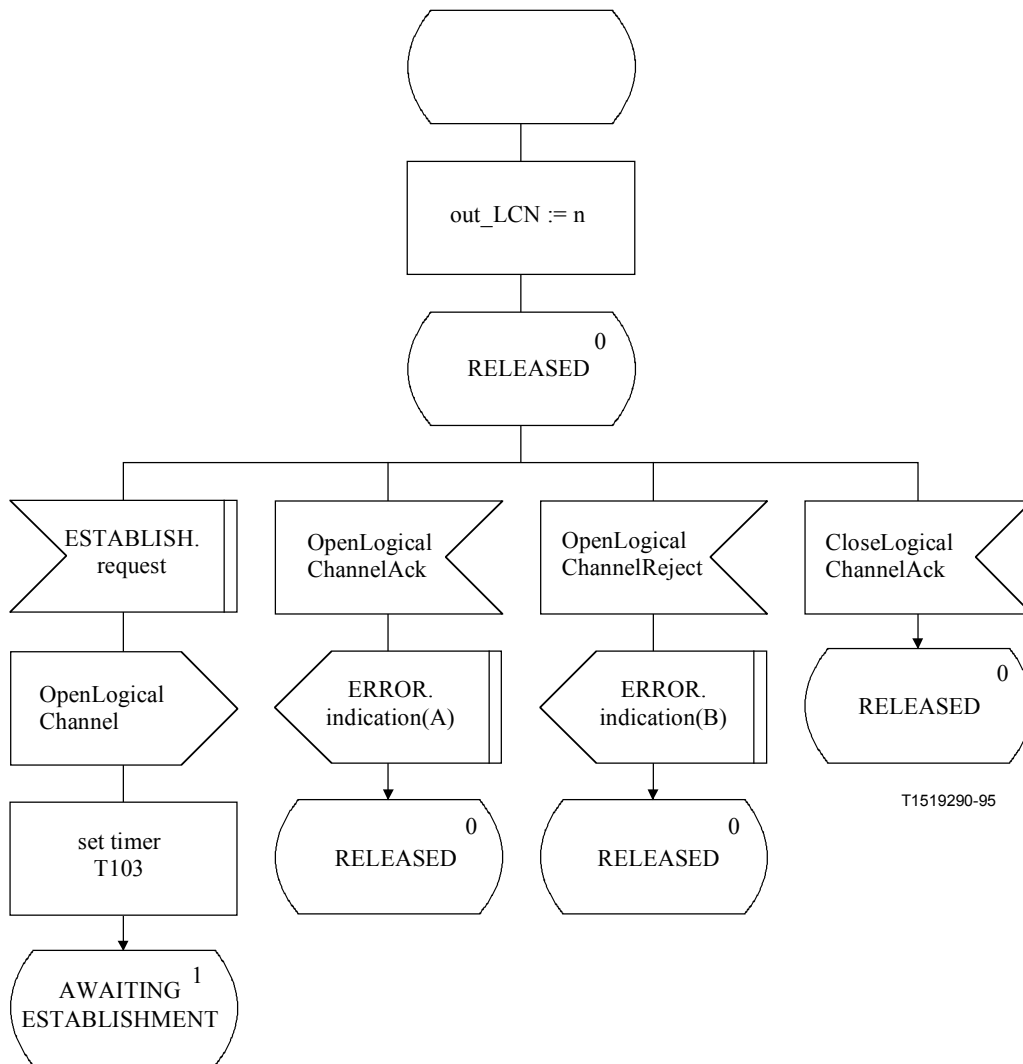 out_LCN := n
0
RELEASED
ESTABLISH.
request
OpenLogical
ChannelAck
OpenLogical
ChannelReject
CloseLogical
ChannelAck
OpenLogical
Channel
ERROR.
indication(A)
ERROR.
indication(B)
0
RELEASED
T1519290-95
set timer
T103
0
RELEASED
0
RELEASED
1
AWAITING
ESTABLISHMENT